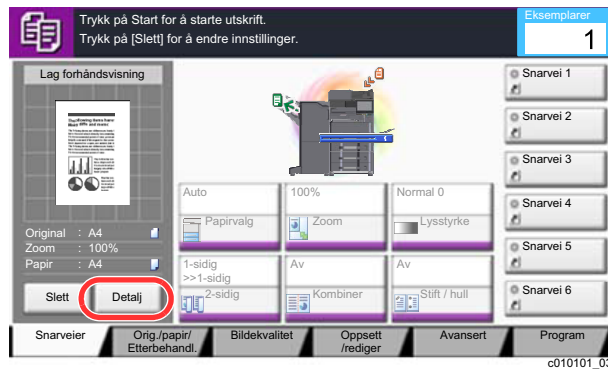 Trykk på Start for å starte utskrift.
Trykk på [Slett] for å endre innstillinger.
Eksemplarer
1
Lag forhåndsvisning
Original : A4
Zoom : 100%
Papir : A4
Slett
Detalj
Auto
Papirvalg
100%
Zoom
Normal 0
Lysstyrke
1-sidig
>>1-sidig
2-sidig
Av
Kombiner
Av
Stift / hull
Snarvei 1
Snarvei 2
Snarvei 3
Snarvei 4
Snarvei 5
Snarvei 6
Snarveier
Orig./papir/
Etterbehandl.
Bildekvalitet
Oppsett
/rediger
Avansert
Program